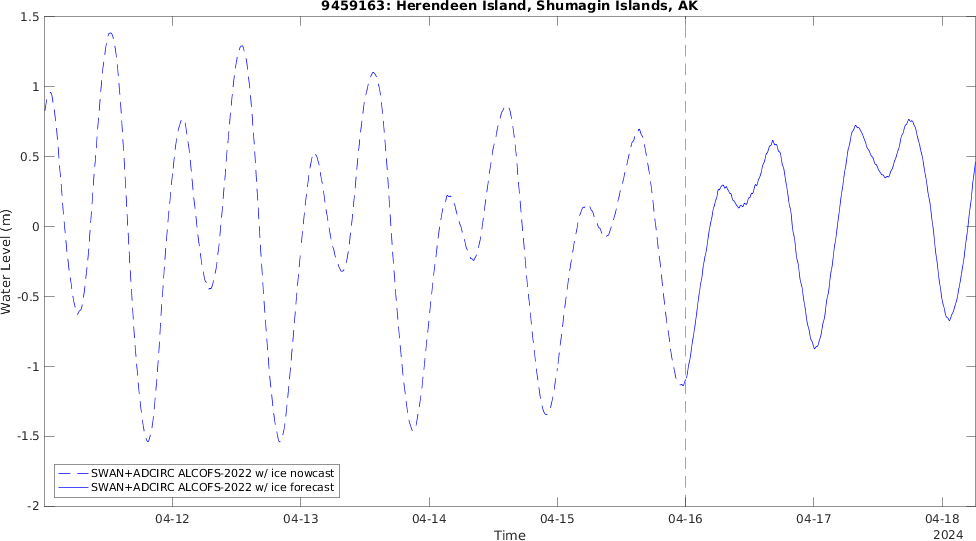 9459163: Herendeen Island, Shumagin Islands, AK
1.5
1
0.5
0
-0.5
-1
-1.5
-2
Water Level (m)
SWAN+ADCIRC ALCOFS-2022 w/ ice nowcast
SWAN+ADCIRC ALCOFS-2022 w/ ice forecast
04-12 04-13 04-14 04-15 04-16 04-17 04-18
Time 2024